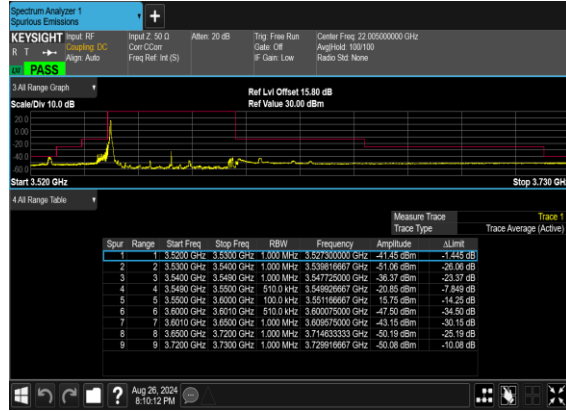 Spectrum Analyzer 1
Spurious Emissions
KEYSIGHT Input: RF Input Z: 50 Ω Atten: 20 dB Trig: Free Run Center Freq: 22.005000000 GHz
R T Coupling: DC Corr CCorr Gate: Off Avg|Hold: 100/100
Align: Auto Freq Ref: Int (S) IF Gain: Low Radio Std: None
PASS
3 All Range Graph
Ref Lvl Offset 15.80 dB
Scale/Div 10.0 dB Ref Value 30.00 dBm
20.0
0.00
-20.0
-40.0
-60.0
Start 3.520 GHz Stop 3.730 GH
4 All Range Table
Measure Trace Trace 1
Trace Type Trace Average (Active)
Spur Range Start Freq Stop Freq RBW Frequency Amplitude ΔLimit
1 1 3.5200 GHz 3.5300 GHz 1.000 MHz 3.527300000 GHz -41.45 dBm -1.445 dB
2 2 3.5300 GHz 3.5400 GHz 1.000 MHz 3.539816667 GHz -51.06 dBm -26.06 dB
3 3 3.5400 GHz 3.5490 GHz 1.000 MHz 3.547725000 GHz -36.37 dBm -23.37 dB
4 4 3.5490 GHz 3.5500 GHz 510.0 kHz 3.549926667 GHz -20.85 dBm -7.849 dB
5 5 3.5500 GHz 3.6000 GHz 100.0 kHz 3.551166667 GHz 15.75 dBm -14.25 dB
6 6 3.6000 GHz 3.6010 GHz 510.0 kHz 3.600075000 GHz -47.50 dBm -34.50 dB
7 7 3.6010 GHz 3.6500 GHz 1.000 MHz 3.609575000 GHz -43.15 dBm -30.15 dB
8 8 3.6500 GHz 3.7200 GHz 1.000 MHz 3.714633333 GHz -50.19 dBm -25.19 dB
9 9 3.7200 GHz 3.7300 GHz 1.000 MHz 3.729916667 GHz -50.08 dBm -10.08 dB
Aug 26, 2024
8:10:12 PM